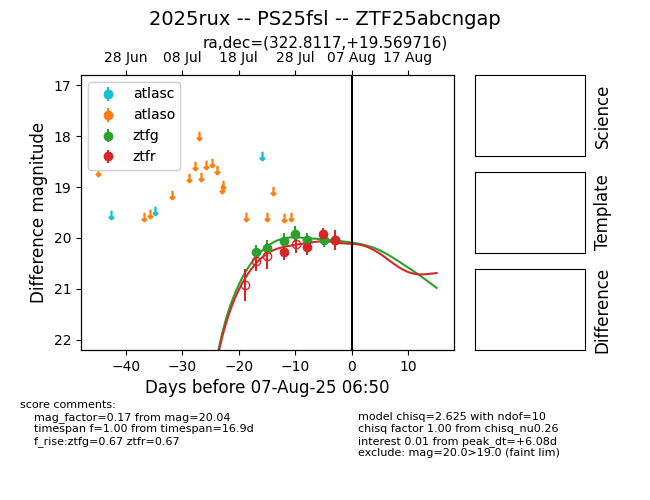 2025rux -- PS25fsl -- ZTF25abcngap
ra,dec=(322.8117,+19.569716)
28 Jun 08 Jul 18 Jul 28 Jul 07 Aug 17 Aug
17
18
19
20
21
22
Difference magnitude
atlasc
atlaso
ztfg
ztfr
−40 −30 −20 −10 0 10
Days before 07-Aug-25 06:50
Science
Template
Difference
score comments:
mag_factor=0.17 from mag=20.04
timespan f=1.00 from timespan=16.9d
f_rise:ztfg=0.67 ztfr=0.67
model chisq=2.625 with ndof=10
chisq factor 1.00 from chisq_nu0.26
interest 0.01 from peak_dt=+6.08d
exclude: mag=20.0>19.0 (faint lim)